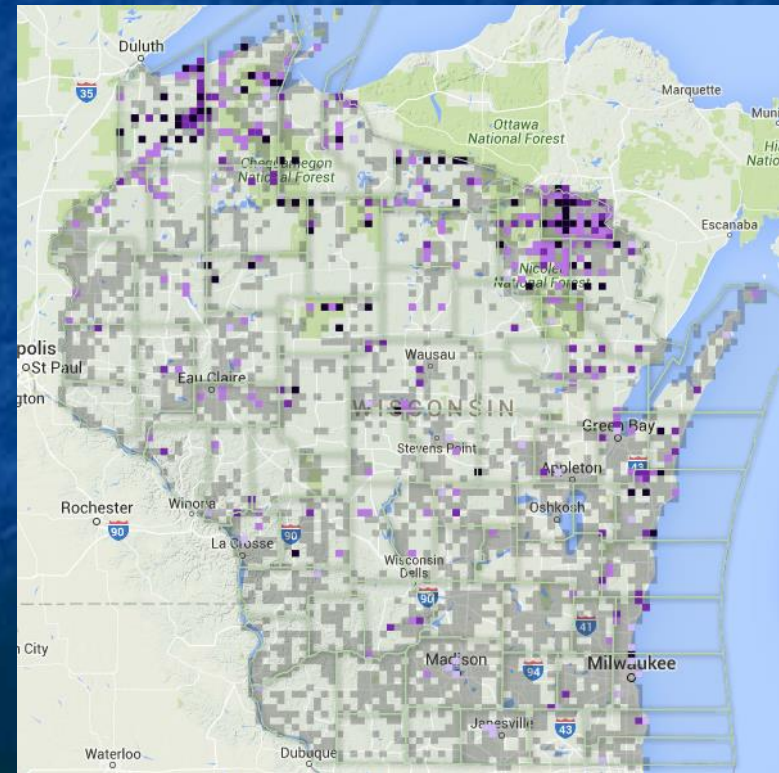 Duluth
35
Marquette
Ottawa
National Forest
Chequamegon
National Forest
Escanaba
Nicolet
National Forest
polis
St Paul
gton
Eau Claire
Wausau
WISCONSIN
Green Bay
Stevens Point
43
Appleton
Rochester
Winona
Oshkosh
90
La Crosse
90
Wisconsin
Dells
90
41
n City
Madison
94
Milwaukee
Janesville
43
Waterloo
Dubuque